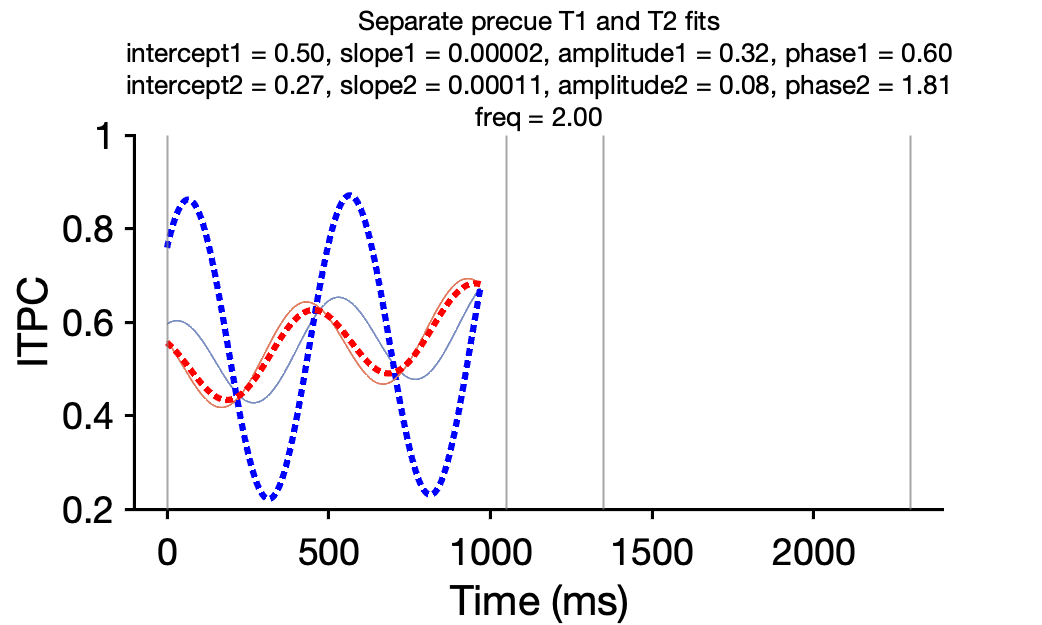 Separate precue T1 and T2 fits
intercept1 = 0.50, slope1 = 0.00002, amplitude1 = 0.32, phase1 = 0.60
intercept2 = 0.27, slope2 = 0.00011, amplitude2 = 0.08, phase2 = 1.81
freq = 2.00
1
0.8
0.6
0.4
0.2
ITPC
0 500 1000 1500 2000
Time (ms)